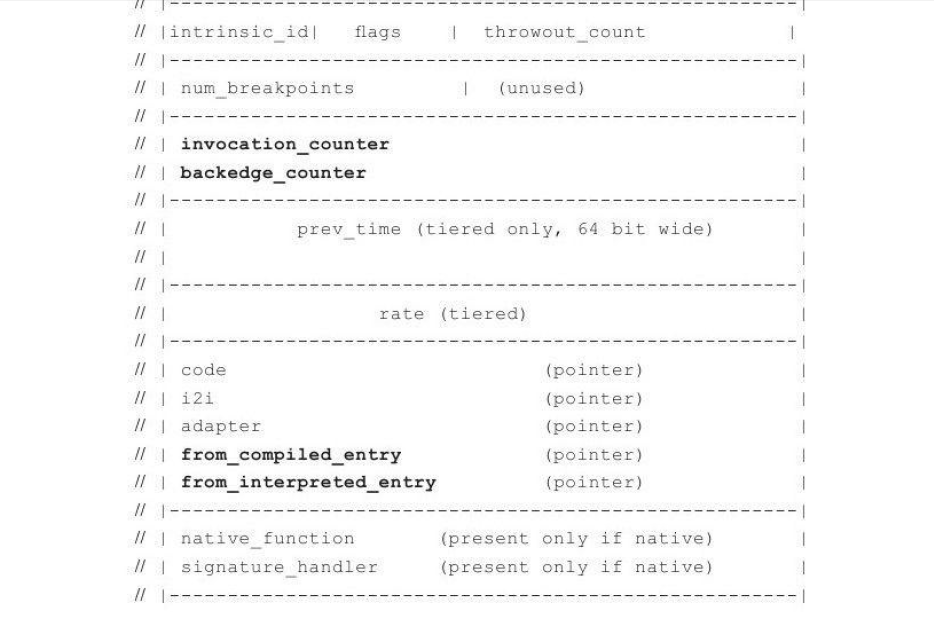 // |------------------------------------------------------|
// |intrinsic_id|   flags    |  throwout_count            |
// |------------------------------------------------------|
// | num_breakpoints         |  (unused)                  |
// |------------------------------------------------------|
// | invocation_counter                                   |
// | backedge_counter                                     |
// |------------------------------------------------------|
// |           prev_time (tiered only, 64 bit wide)       |
// |                                                      |
// |------------------------------------------------------|
// |                  rate (tiered)                       |
// |------------------------------------------------------|
// | code                           (pointer)             |
// | i2i                            (pointer)             |
// | adapter                        (pointer)             |
// | from_compiled_entry            (pointer)             |
// | from_interpreted_entry         (pointer)             |
// |------------------------------------------------------|
// | native_function       (present only if native)       |
// | signature_handler     (present only if native)       |
// |------------------------------------------------------|